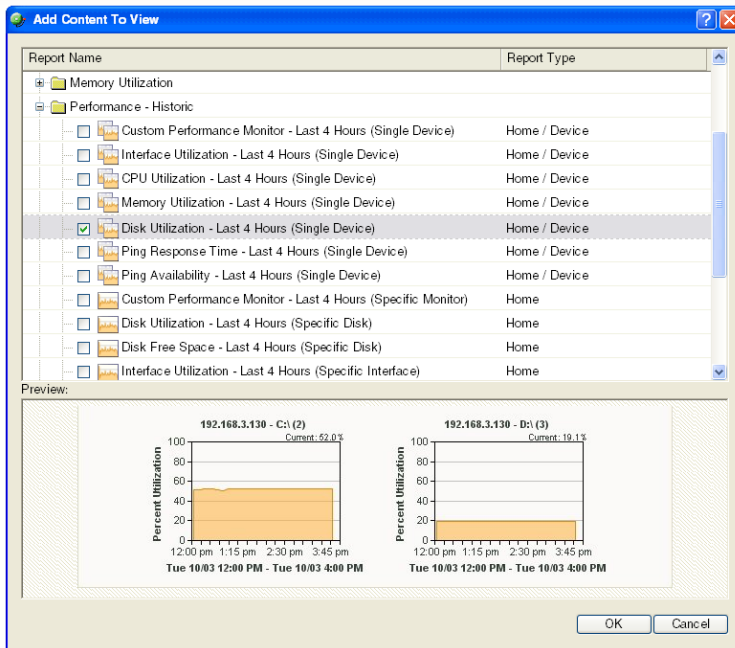 Add Content To View
Report Name Report Type
Memory Utilization
Performance - Historic
Custom Performance Monitor - Last 4 Hours (Single Device) Home / Device
Interface Utilization - Last 4 Hours (Single Device) Home / Device
CPU Utilization - Last 4 Hours (Single Device) Home / Device
Memory Utilization - Last 4 Hours (Single Device) Home / Device
Disk Utilization - Last 4 Hours (Single Device) Home / Device
Ping Response Time - Last 4 Hours (Single Device) Home / Device
Ping Availability - Last 4 Hours (Single Device) Home / Device
Custom Performance Monitor - Last 4 Hours (Specific Monitor) Home
Disk Utilization - Last 4 Hours (Specific Disk) Home
Disk Free Space - Last 4 Hours (Specific Disk) Home
Interface Utilization - Last 4 Hours (Specific Interface) Home
Preview:
192.168.3.130 - C:\ (2)
Current: 52.0%
Percent Utilization
100
80
60
40
20
0
12:00 pm 1:15 pm 2:30 pm 3:45 pm
Tue 10/03 12:00 PM - Tue 10/03 4:00 PM
192.168.3.130 - D:\ (3)
Current: 19.1%
Percent Utilization
100
80
60
40
20
0
12:00 pm 1:15 pm 2:30 pm 3:45 pm
Tue 10/03 12:00 PM - Tue 10/03 4:00 PM
OK Cancel